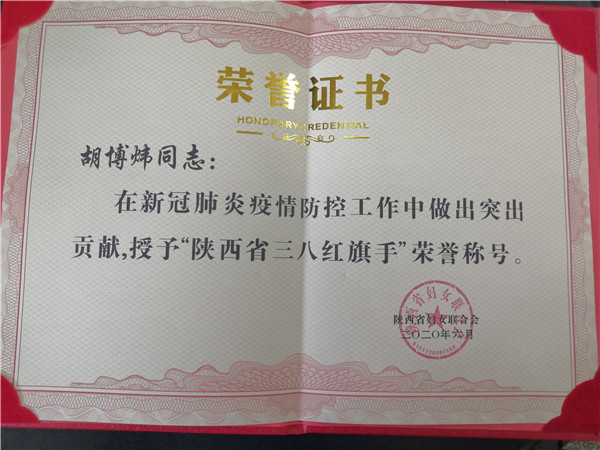 荣誉证书
HONORARY CREDENTIAL
胡博炜同志：
在新冠肺炎疫情防控工作中做出突出
贡献,授予“陕西省三八红旗手”荣誉称号。
陕西省妇女联合会
二〇二〇年六月